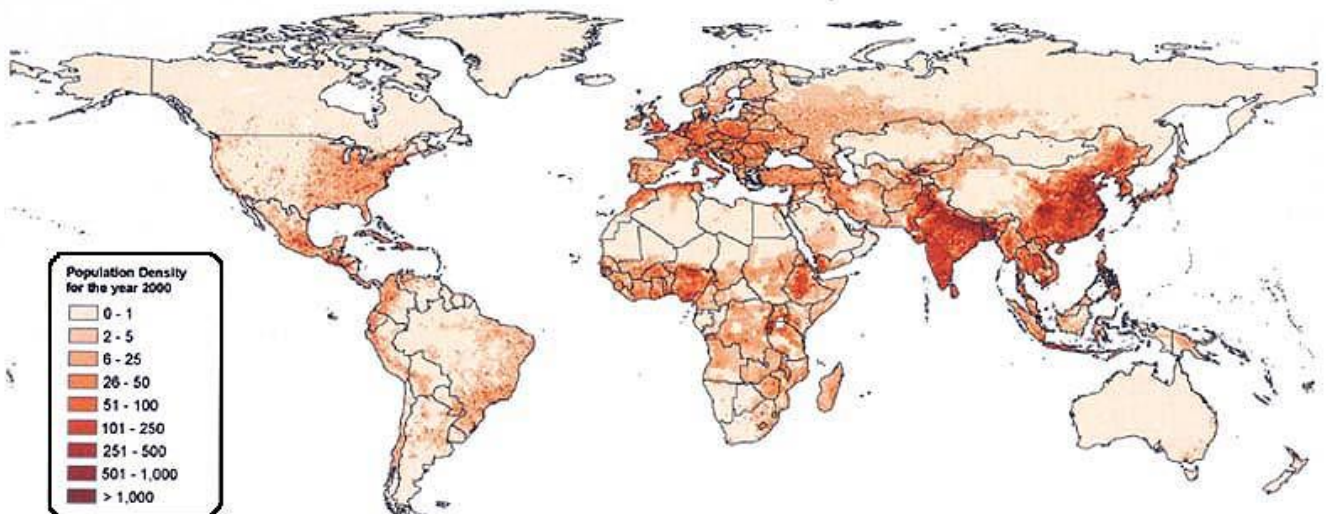 Population Density
for the year 2000
0 - 1
2 - 5
6 - 25
26 - 50
51 - 100
101 - 250
251 - 500
501 - 1,000
> 1,000